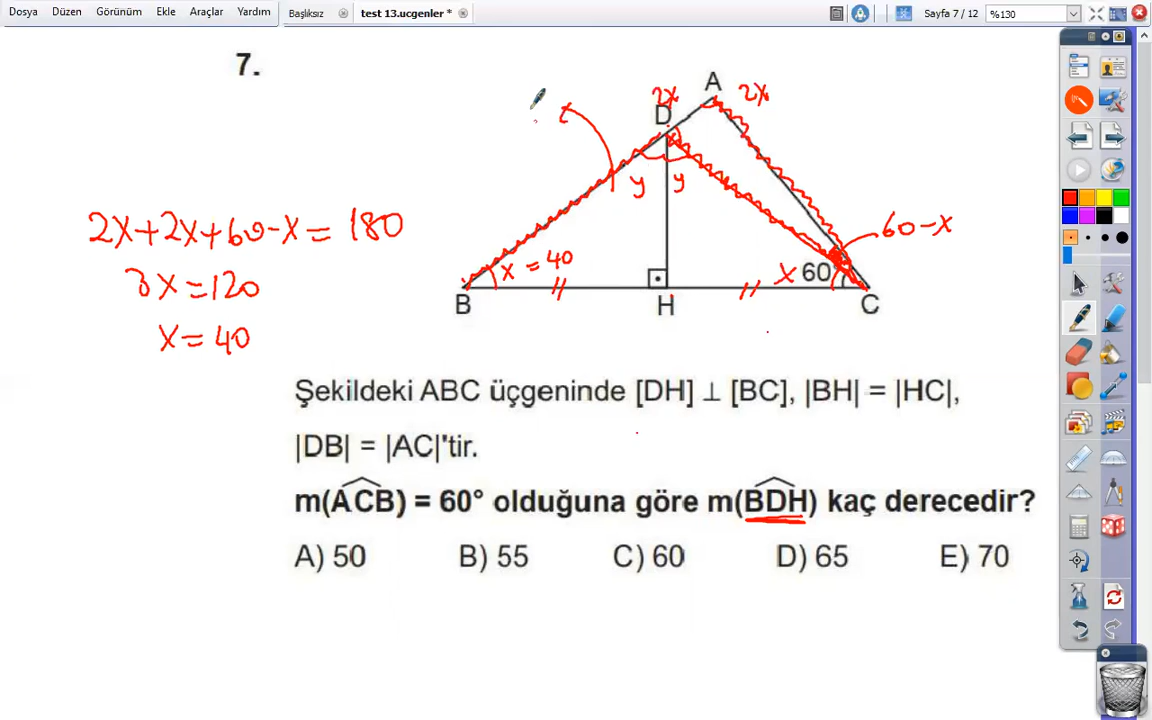 Dosya Düzen Görünüm Ekle Araçlar Yardım Başlıksız test 13.ucgenler * Sayfa 7 / 12 %130
7.
A
2x 2x
D
x
y y
60-x
2x+2x+60-x = 180
3x = 120
x = 40
x = 40
x 60
B H C
Şekildeki ABC üçgeninde [DH] ⊥ [BC], |BH| = |HC|,
|DB| = |AC|'tir.
m(ACB) = 60° olduğuna göre m(BDH) kaç derecedir?
A) 50 B) 55 C) 60 D) 65 E) 70